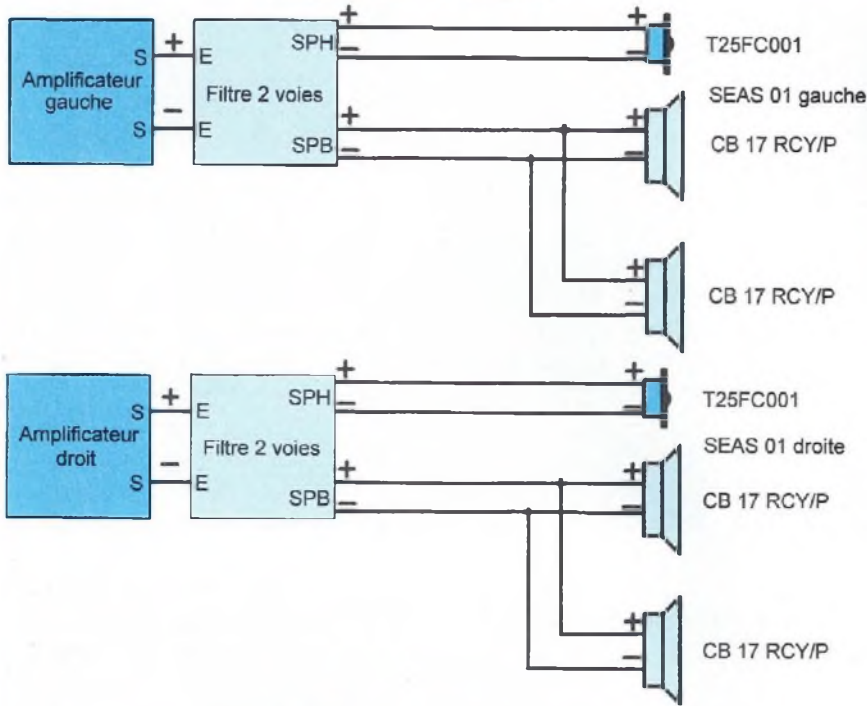 + +
S + E SPH − − T25FC001
Amplificateur
gauche
Filtre 2 voies
SEAS 01 gauche
+ +
S − E SPB − − CB 17 RCY/P
+
− CB 17 RCY/P
+ +
S + E SPH − − T25FC001
Amplificateur
droit
Filtre 2 voies
SEAS 01 droite
+ +
S − E SPB − − CB 17 RCY/P
+
− CB 17 RCY/P